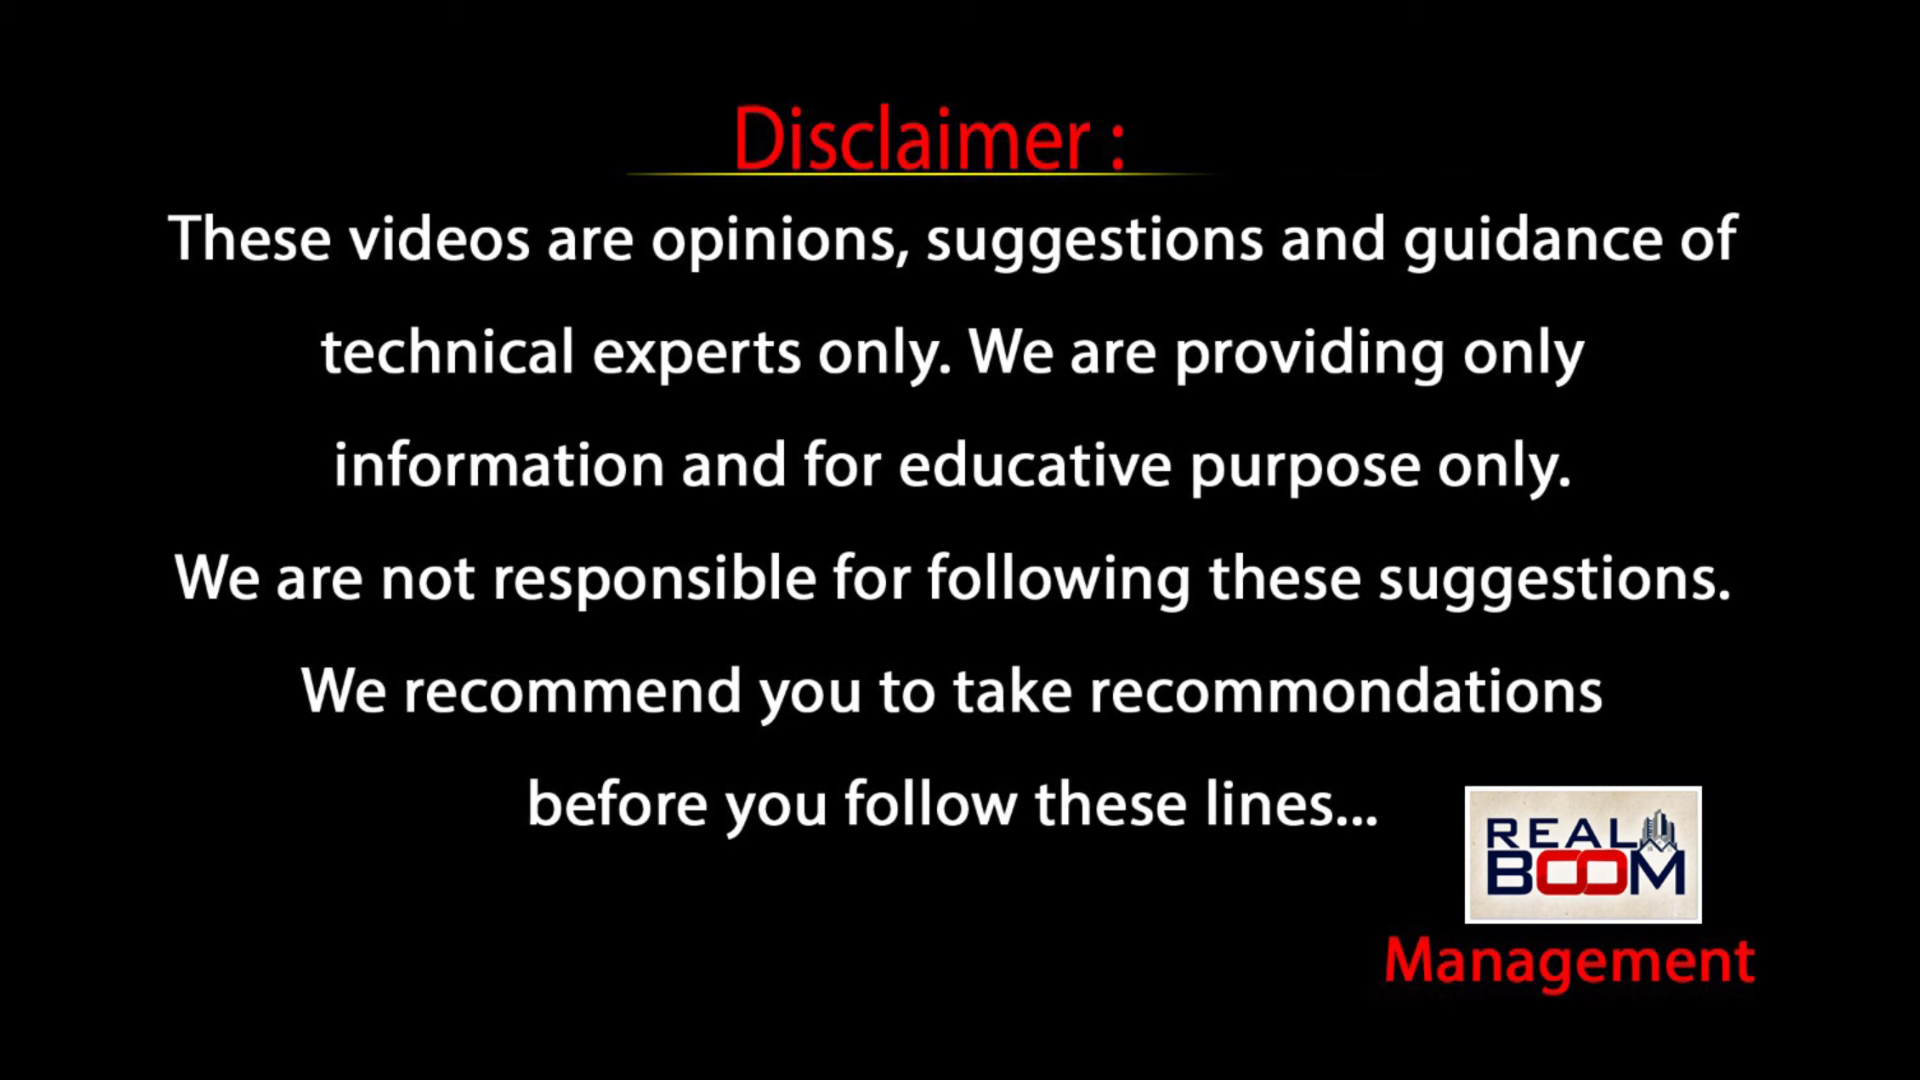 Disclaimer :
These videos are opinions, suggestions and guidance of
technical experts only. We are providing only
information and for educative purpose only.
We are not responsible for following these suggestions.
We recommend you to take recommondations
before you follow these lines...
REAL
BOOM
Management